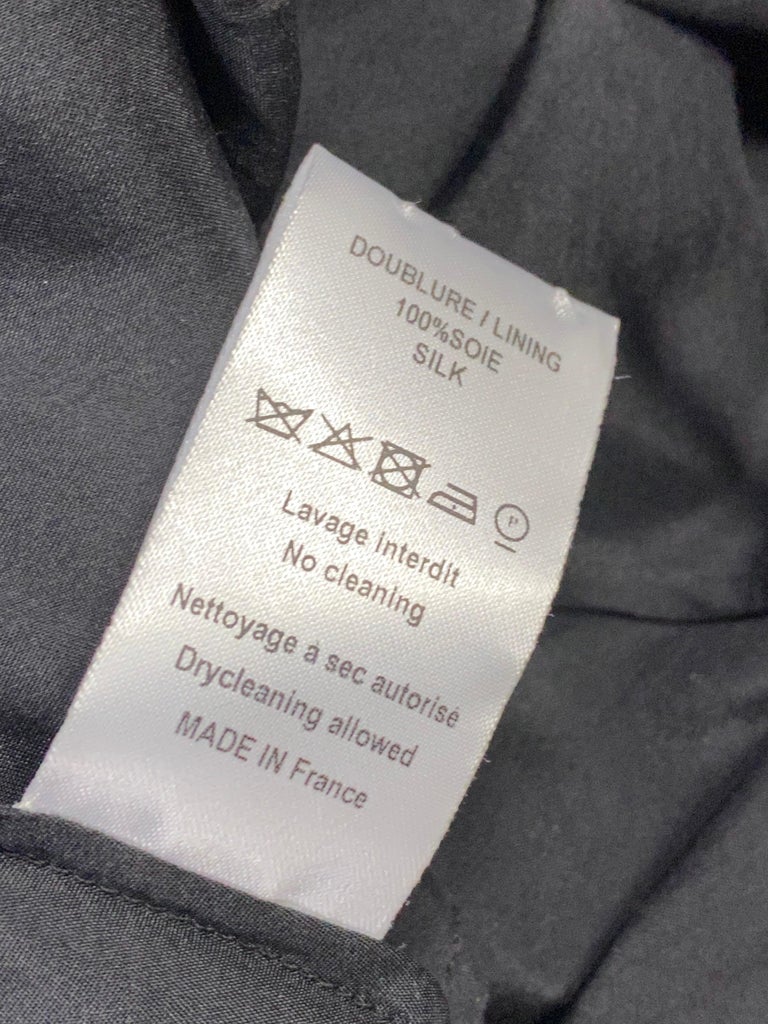 DOUBLURE / LINING
100%SOIE
SILK
P
Lavage interdit
No cleaning
Nettoyage a sec autorisé
Drycleaning allowed
MADE IN France